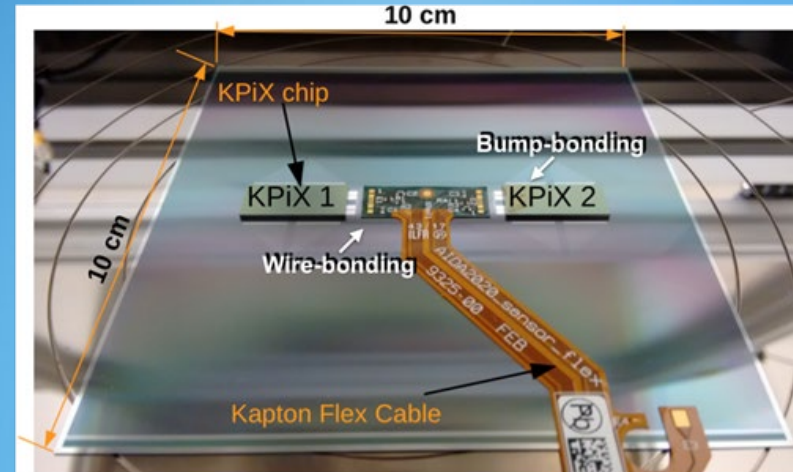 10 cm
KPiX chip
Bump-bonding
KPiX 1
KPiX 2
10 cm
Wire-bonding
AIDA2020_sensor_flex
9325-00 FEB
Kapton Flex Cable
Pb